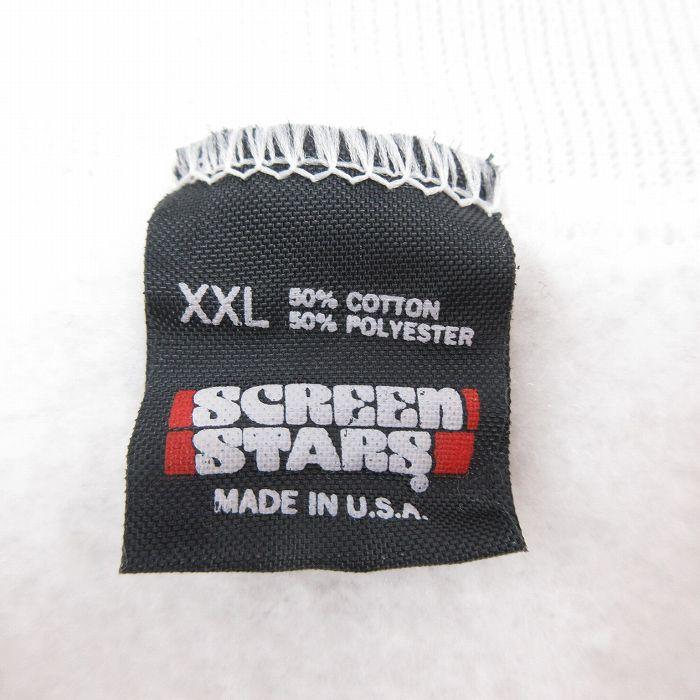 XXL
50% COTTON
50% POLYESTER
SCREEN
STARS®
MADE IN U.S.A.